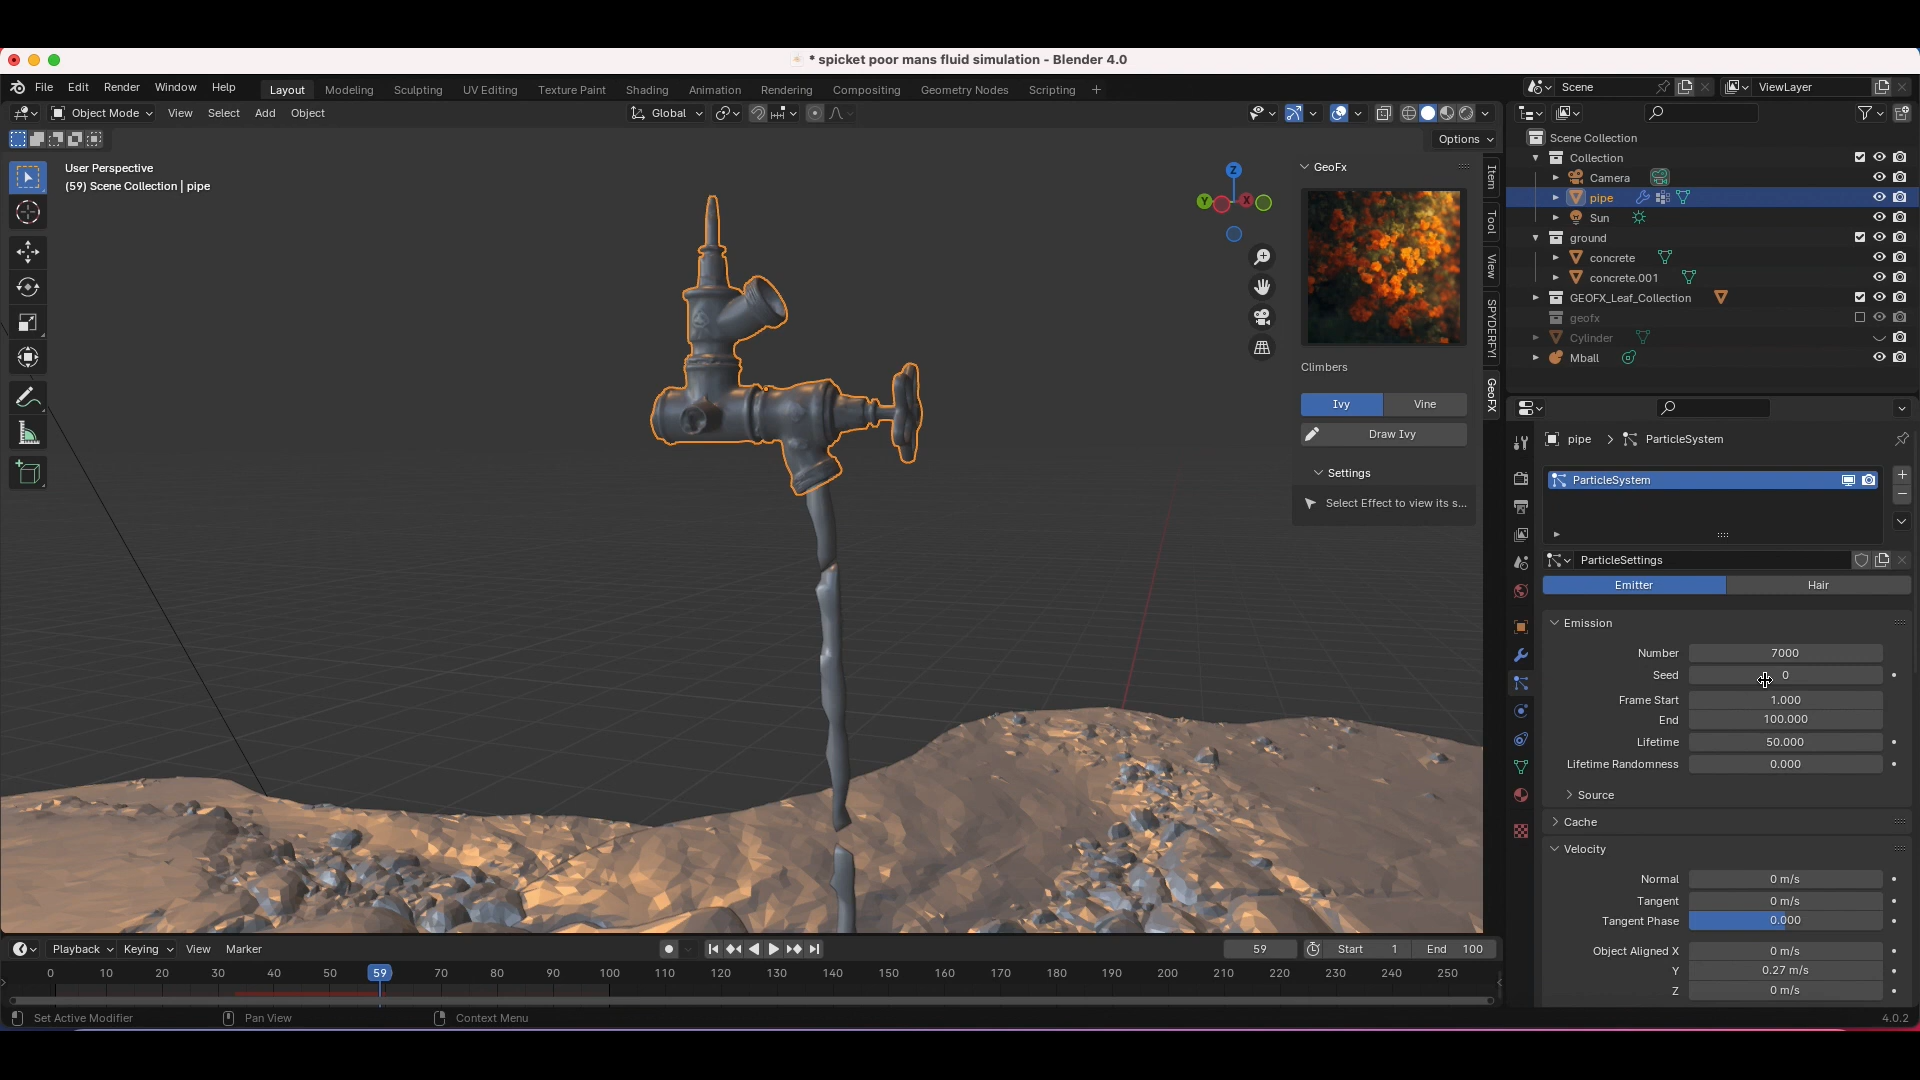 * spicket poor mans fluid simulation - Blender 4.0
File Edit Render Window Help
Layout Modeling Sculpting UV Editing Texture Paint Shading Animation Rendering Compositing Geometry Nodes Scripting +
Scene ViewLayer
Object Mode View Select Add Object
Global
Options
User Perspective
(59) Scene Collection | pipe
Z
Y
X
GeoFx
Climbers
Ivy Vine
Draw Ivy
Settings
Select Effect to view its s...
Item
Tool
View
SPYDERFY!
GeoFX
Scene Collection
Collection
Camera
pipe
Sun
ground
concrete
concrete.001
GEOFX_Leaf_Collection
geofx
Cylinder
Mball
pipe > ParticleSystem
ParticleSystem
ParticleSettings
Emitter Hair
Emission
Number 7000
Seed 0
Frame Start 1.000
End 100.000
Lifetime 50.000
Lifetime Randomness 0.000
Source
Cache
Velocity
Normal 0 m/s
Tangent 0 m/s
Tangent Phase 0.000
Object Aligned X 0 m/s
Y 0.27 m/s
Z 0 m/s
Playback Keying View Marker
59 Start 1 End 100
0 10 20 30 40 50 59 70 80 90 100 110 120 130 140 150 160 170 180 190 200 210 220 230 240 250
Set Active Modifier Pan View Context Menu
4.0.2